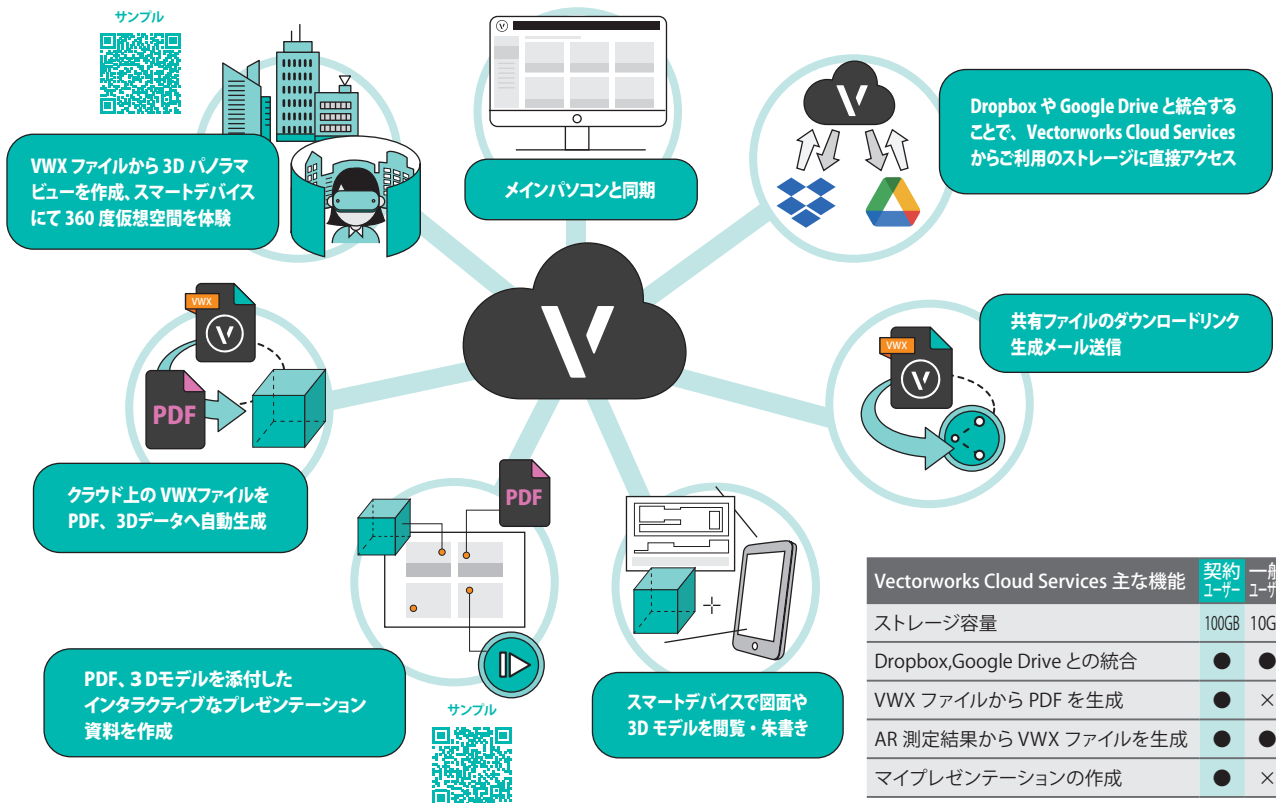 サンプル
VWX ファイルから 3D パノラマ
ビューを作成、スマートデバイス
にて 360 度仮想空間を体験
メインパソコンと同期
Dropbox や Google Drive と統合する
ことで、Vectorworks Cloud Services
からご利用のストレージに直接アクセス
VWX
PDF
クラウド上の VWXファイルを
PDF、3Dデータへ自動生成
VWX
共有ファイルのダウンロードリンク
生成メール送信
PDF
PDF、3Dモデルを添付した
インタラクティブなプレゼンテーション
資料を作成
サンプル
スマートデバイスで図面や
3D モデルを閲覧・朱書き
Vectorworks Cloud Services 主な機能 契約ユーザー 一般
ストレージ容量 100GB 10G
Dropbox,Google Drive との統合 ● ●
VWX ファイルから PDF を生成 ● ×
AR 測定結果から VWX ファイルを生成 ● ●
マイプレゼンテーションの作成 ● ×